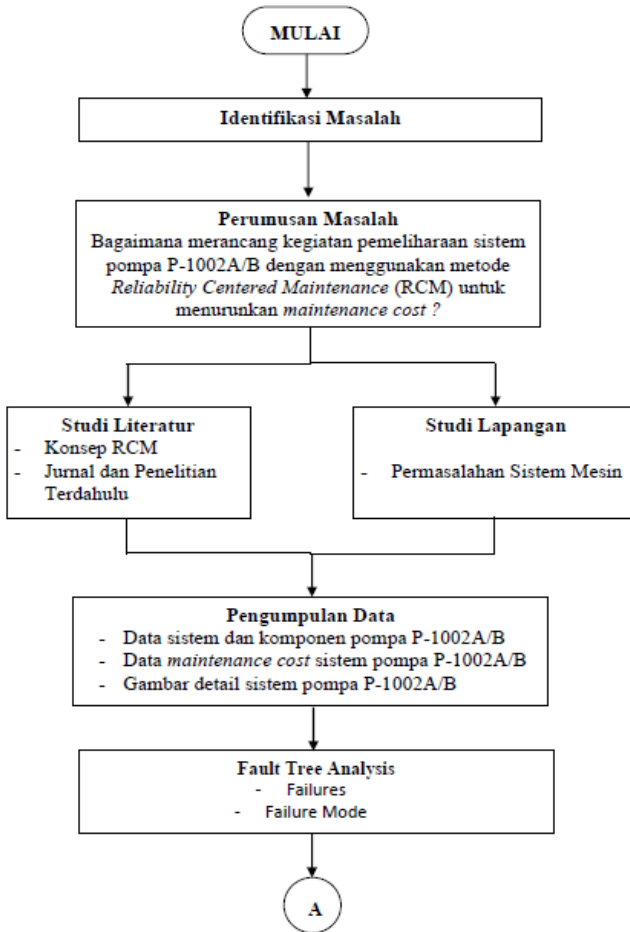 MULAI
Identifikasi Masalah
Perumusan Masalah
Bagaimana merancang kegiatan pemeliharaan sistem
pompa P-1002A/B dengan menggunakan metode
Reliability Centered Maintenance (RCM) untuk
menurunkan maintenance cost ?
Studi Literatur
- Konsep RCM
- Jurnal dan Penelitian
Terdahulu
Studi Lapangan
- Permasalahan Sistem Mesin
Pengumpulan Data
- Data sistem dan komponen pompa P-1002A/B
- Data maintenance cost sistem pompa P-1002A/B
- Gambar detail sistem pompa P-1002A/B
Fault Tree Analysis
- Failures
- Failure Mode
A